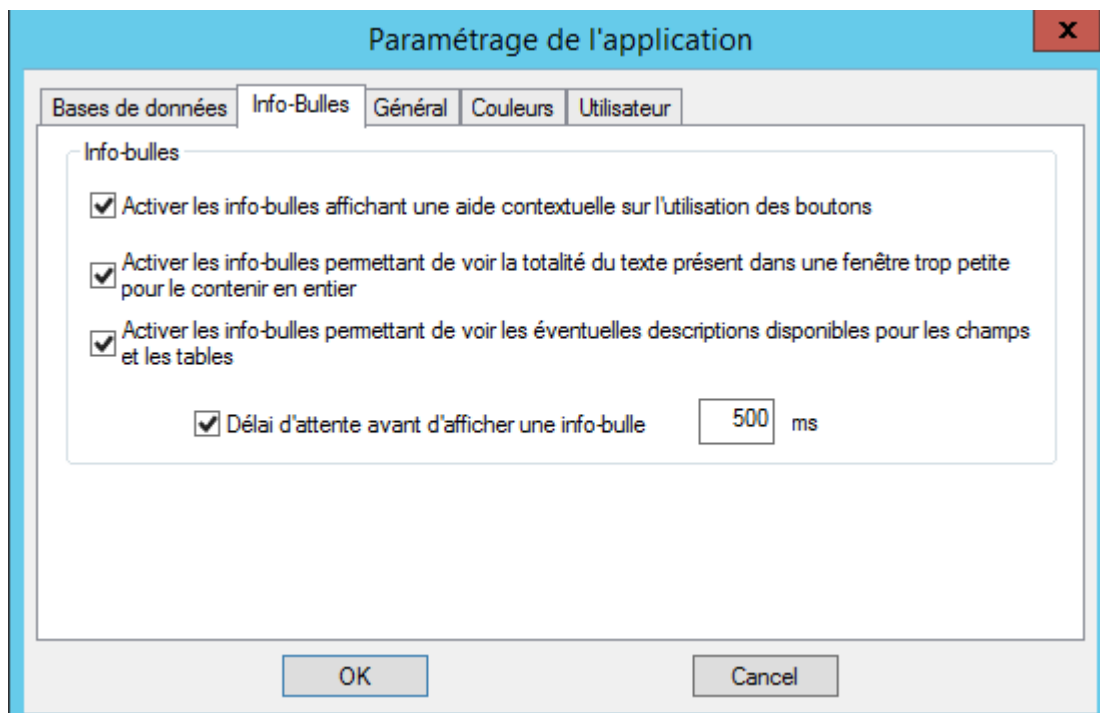 Paramétrage de l'application
x
Bases de données Info-Bulles Général Couleurs Utilisateur
Info-bulles
Activer les info-bulles affichant une aide contextuelle sur l'utilisation des boutons
Activer les info-bulles permettant de voir la totalité du texte présent dans une fenêtre trop petite
pour le contenir en entier
Activer les info-bulles permettant de voir les éventuelles descriptions disponibles pour les champs
et les tables
Délai d'attente avant d'afficher une info-bulle 500 ms
OK Cancel